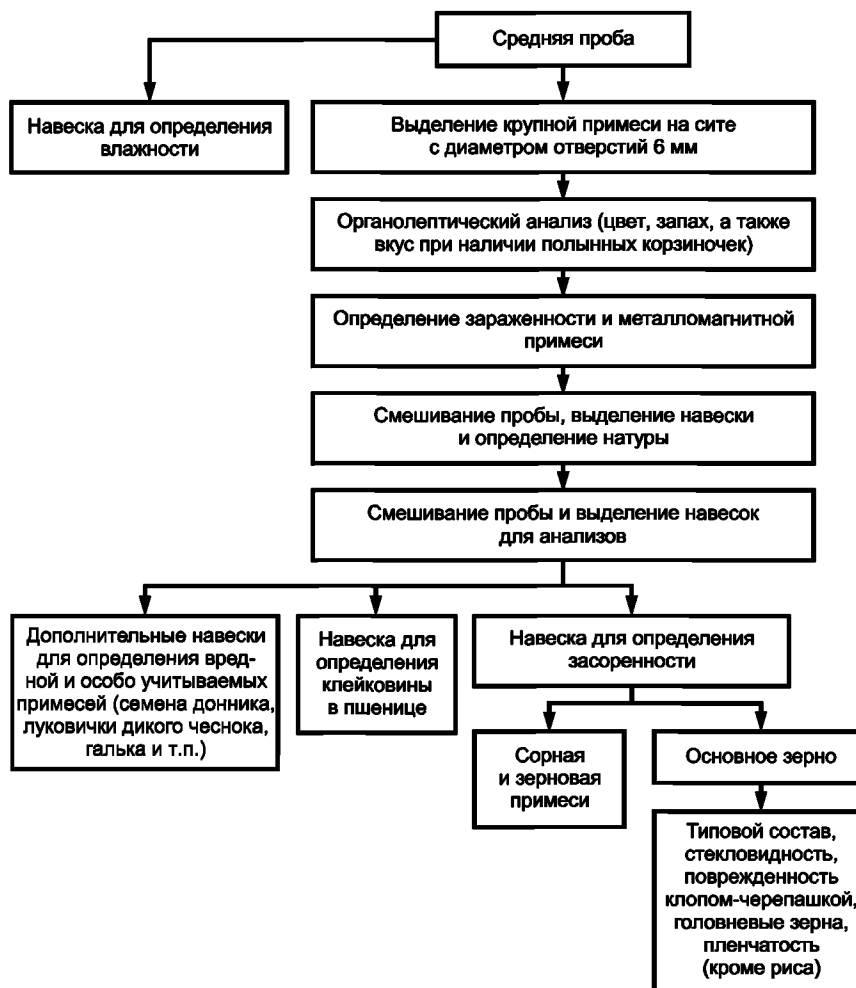 Средняя проба
Навеска для определения
влажности
Выделение крупной примеси на сите
с диаметром отверстий 6 мм
Органолептический анализ (цвет, запах, а также
вкус при наличии полынных корзиночек)
Определение зараженности и металломагнитной
примеси
Смешивание пробы, выделение навески
и определение натуры
Смешивание пробы и выделение навесок
для анализов
Дополнительные навески
для определения вред-
ной и особо учитываемых
примесей (семена донника,
луковички дикого чеснока,
галька и т.п.)
Навеска для
определения
клейковины
в пшенице
Навеска для определения
засоренности
Сорная
и зерновая
примеси
Основное зерно
Типовой состав,
стекловидность,
поврежденность
клопом-черепашкой,
головневые зерна,
пленчатость
(кроме риса)